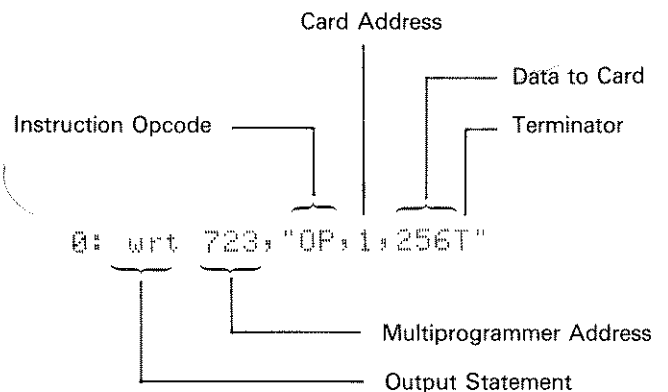 Card Address
Data to Card
Instruction Opcode
Terminator
0: wrt 723,"OP,1,256T"
Multiprogrammer Address
Output Statement